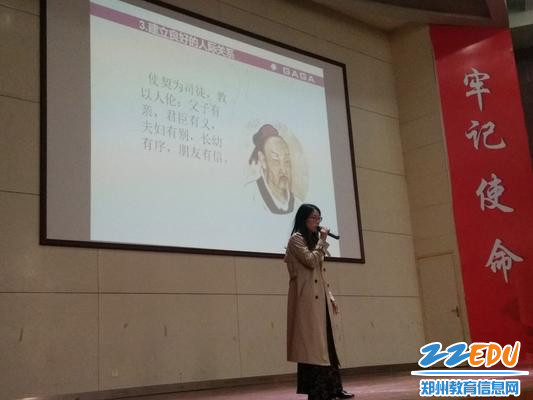 3.建立良好的人际关系
GAGA
使契为司徒，教
以人伦：父子有
亲，君臣有义，
夫妇有别，长幼
有序，朋友有信。
牢记使命
ZZEDU
郑州教育信息网